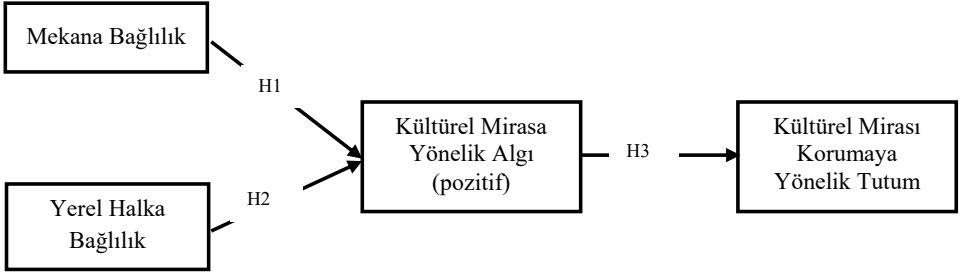 Mekana Bağlılık
H1
Kültürel Mirasa
Yönelik Algı
(pozitif)
H3
Kültürel Mirası
Korumaya
Yönelik Tutum
H2
Yerel Halka
Bağlılık